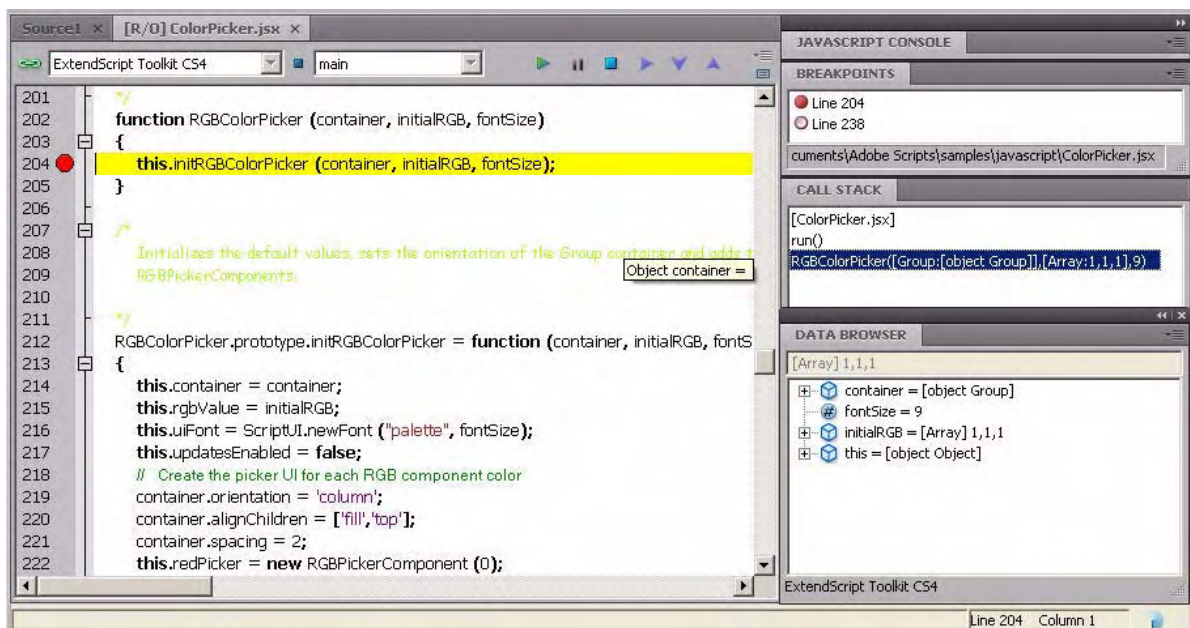 Source1 ×
[R/O] ColorPicker.jsx ×
ExtendScript Toolkit CS4
main
201 */
202 function RGBColorPicker (container, initialRGB, fontSize)
203 {
204 this.initRGBColorPicker (container, initialRGB, fontSize);
205 }
206
207 /*
208 Initializes the default values, sets the orientation of the Group container and adds t
209 RGBPickerComponents.
Object container =
210
211 */
212 RGBColorPicker.prototype.initRGBColorPicker = function (container, initialRGB, fontS
213 {
214 this.container = container;
215 this.rgbValue = initialRGB;
216 this.uiFont = ScriptUI.newFont ("palette", fontSize);
217 this.updatesEnabled = false;
218 // Create the picker UI for each RGB component color
219 container.orientation = 'column';
220 container.alignChildren = ['fill','top'];
221 container.spacing = 2;
222 this.redPicker = new RGBPickerComponent (0);
JAVASCRIPT CONSOLE
BREAKPOINTS
Line 204
Line 238
cuments\Adobe Scripts\samples\javascript\ColorPicker.jsx
CALL STACK
[ColorPicker.jsx]
run()
RGBColorPicker([Group:[object Group]],[Array:1,1,1],9)
DATA BROWSER
[Array] 1,1,1
container = [object Group]
# fontSize = 9
initialRGB = [Array] 1,1,1
this = [object Object]
ExtendScript Toolkit CS4
Line 204 Column 1